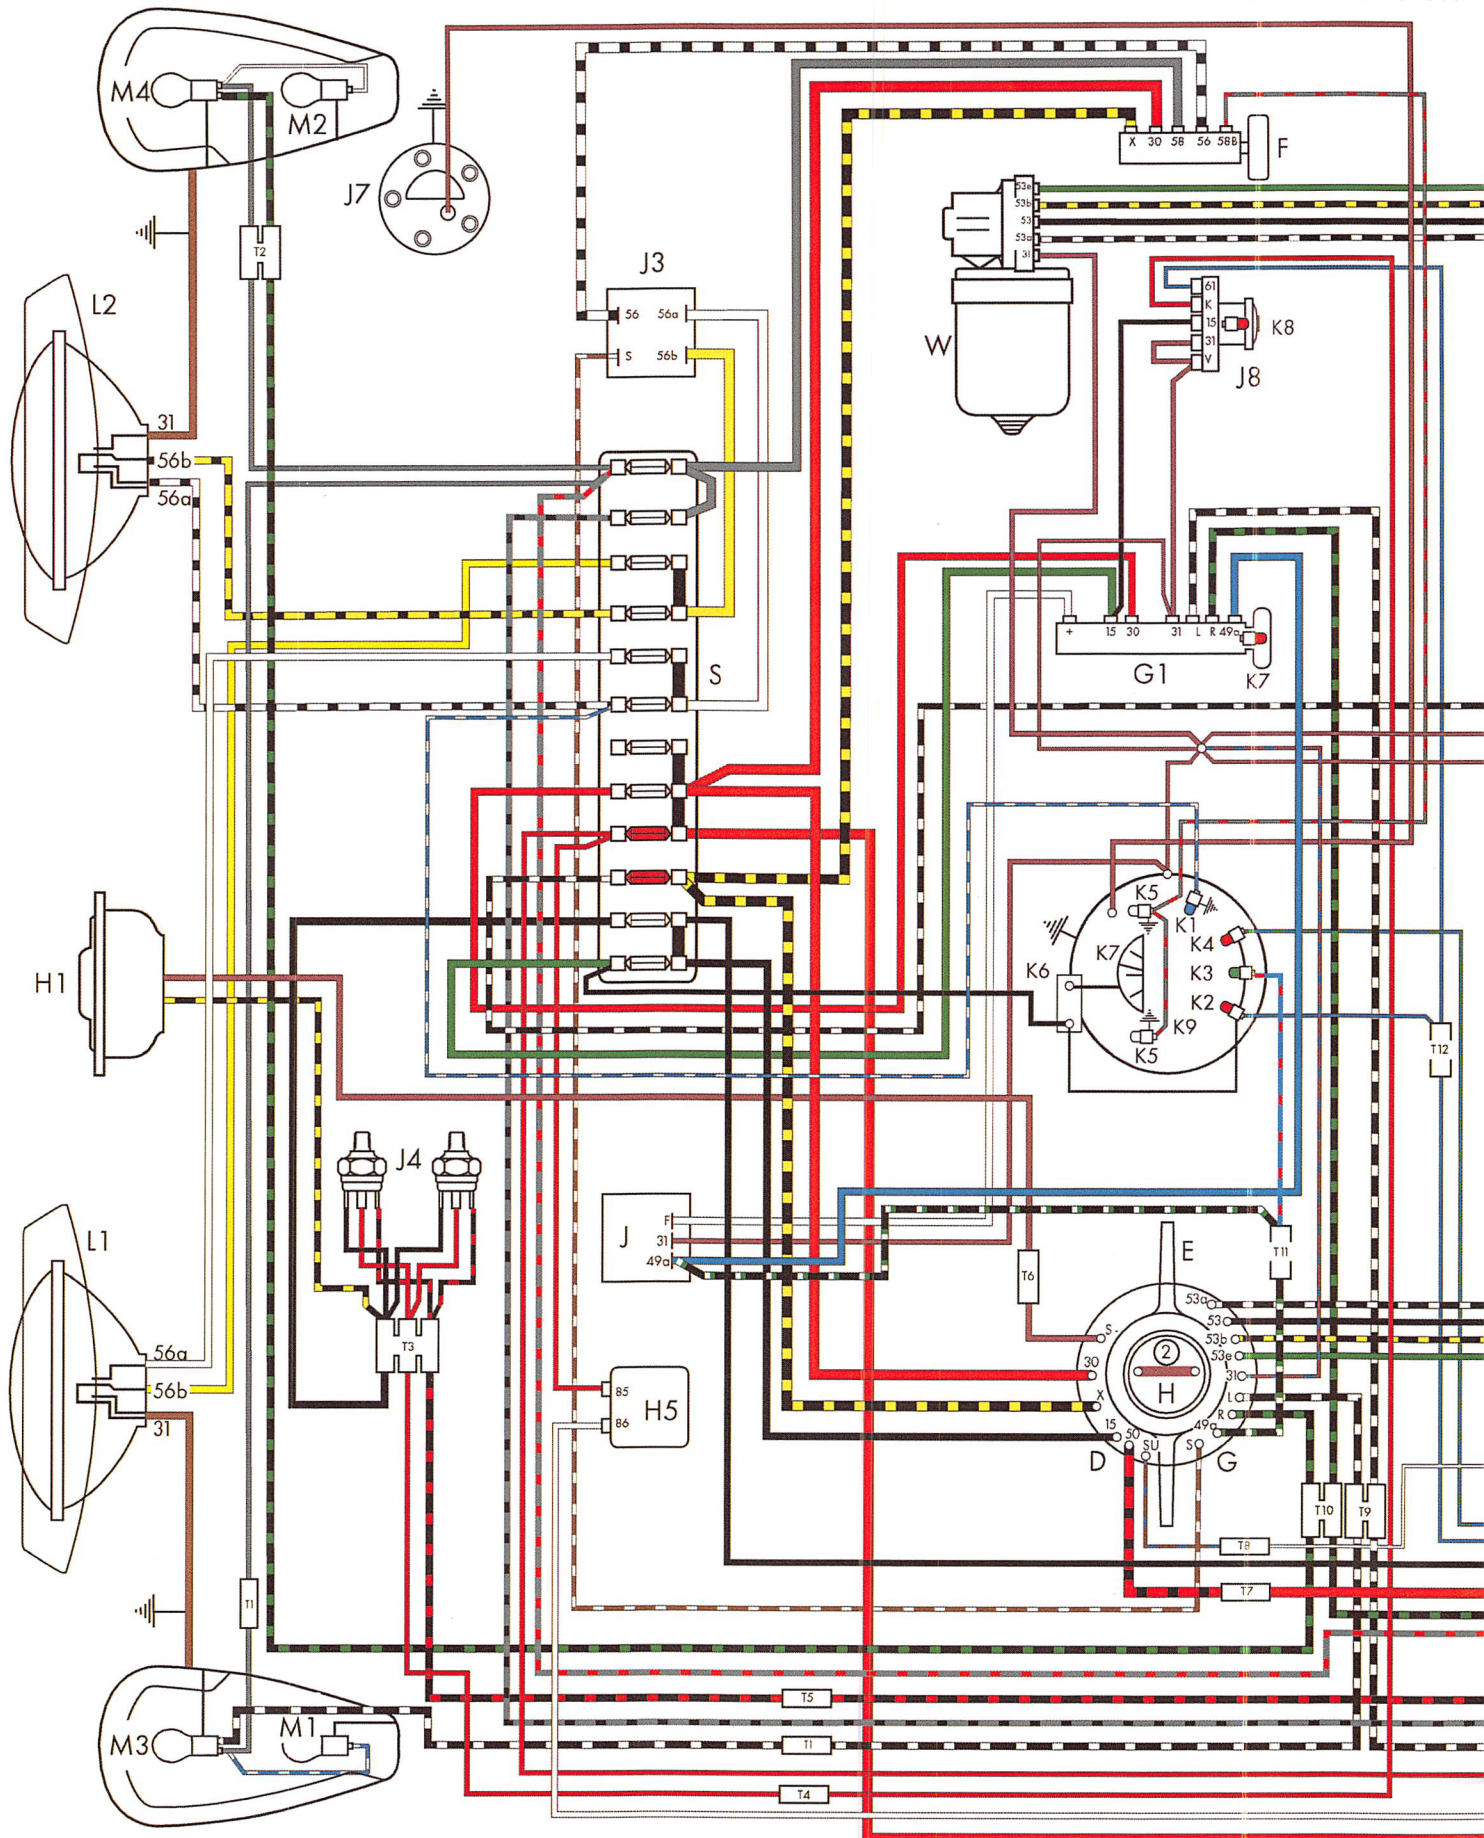 M4
M2
J7
X 30 58 56 58B
F
53e
53b
53
53a
31
W
T2
J3
56 56a
S 56b
61
K
15
31
V
K8
J8
L2
31
56b
56a
S
+ 15 30 31 L R 49a
G1
K7
H1
K5
K1
K4
K7
K3
K6
K2
K9
K5
T12
J4
J
F
31
49a
T6
E
T11
L1
53a
53
53b
53e
31
L
R
49a
S
SU
50
15
X
30
S
2
H
D
G
T3
56a
56b
31
85
86
H5
T10
T9
T8
T7
T1
T5
M3
M1
T1
T4